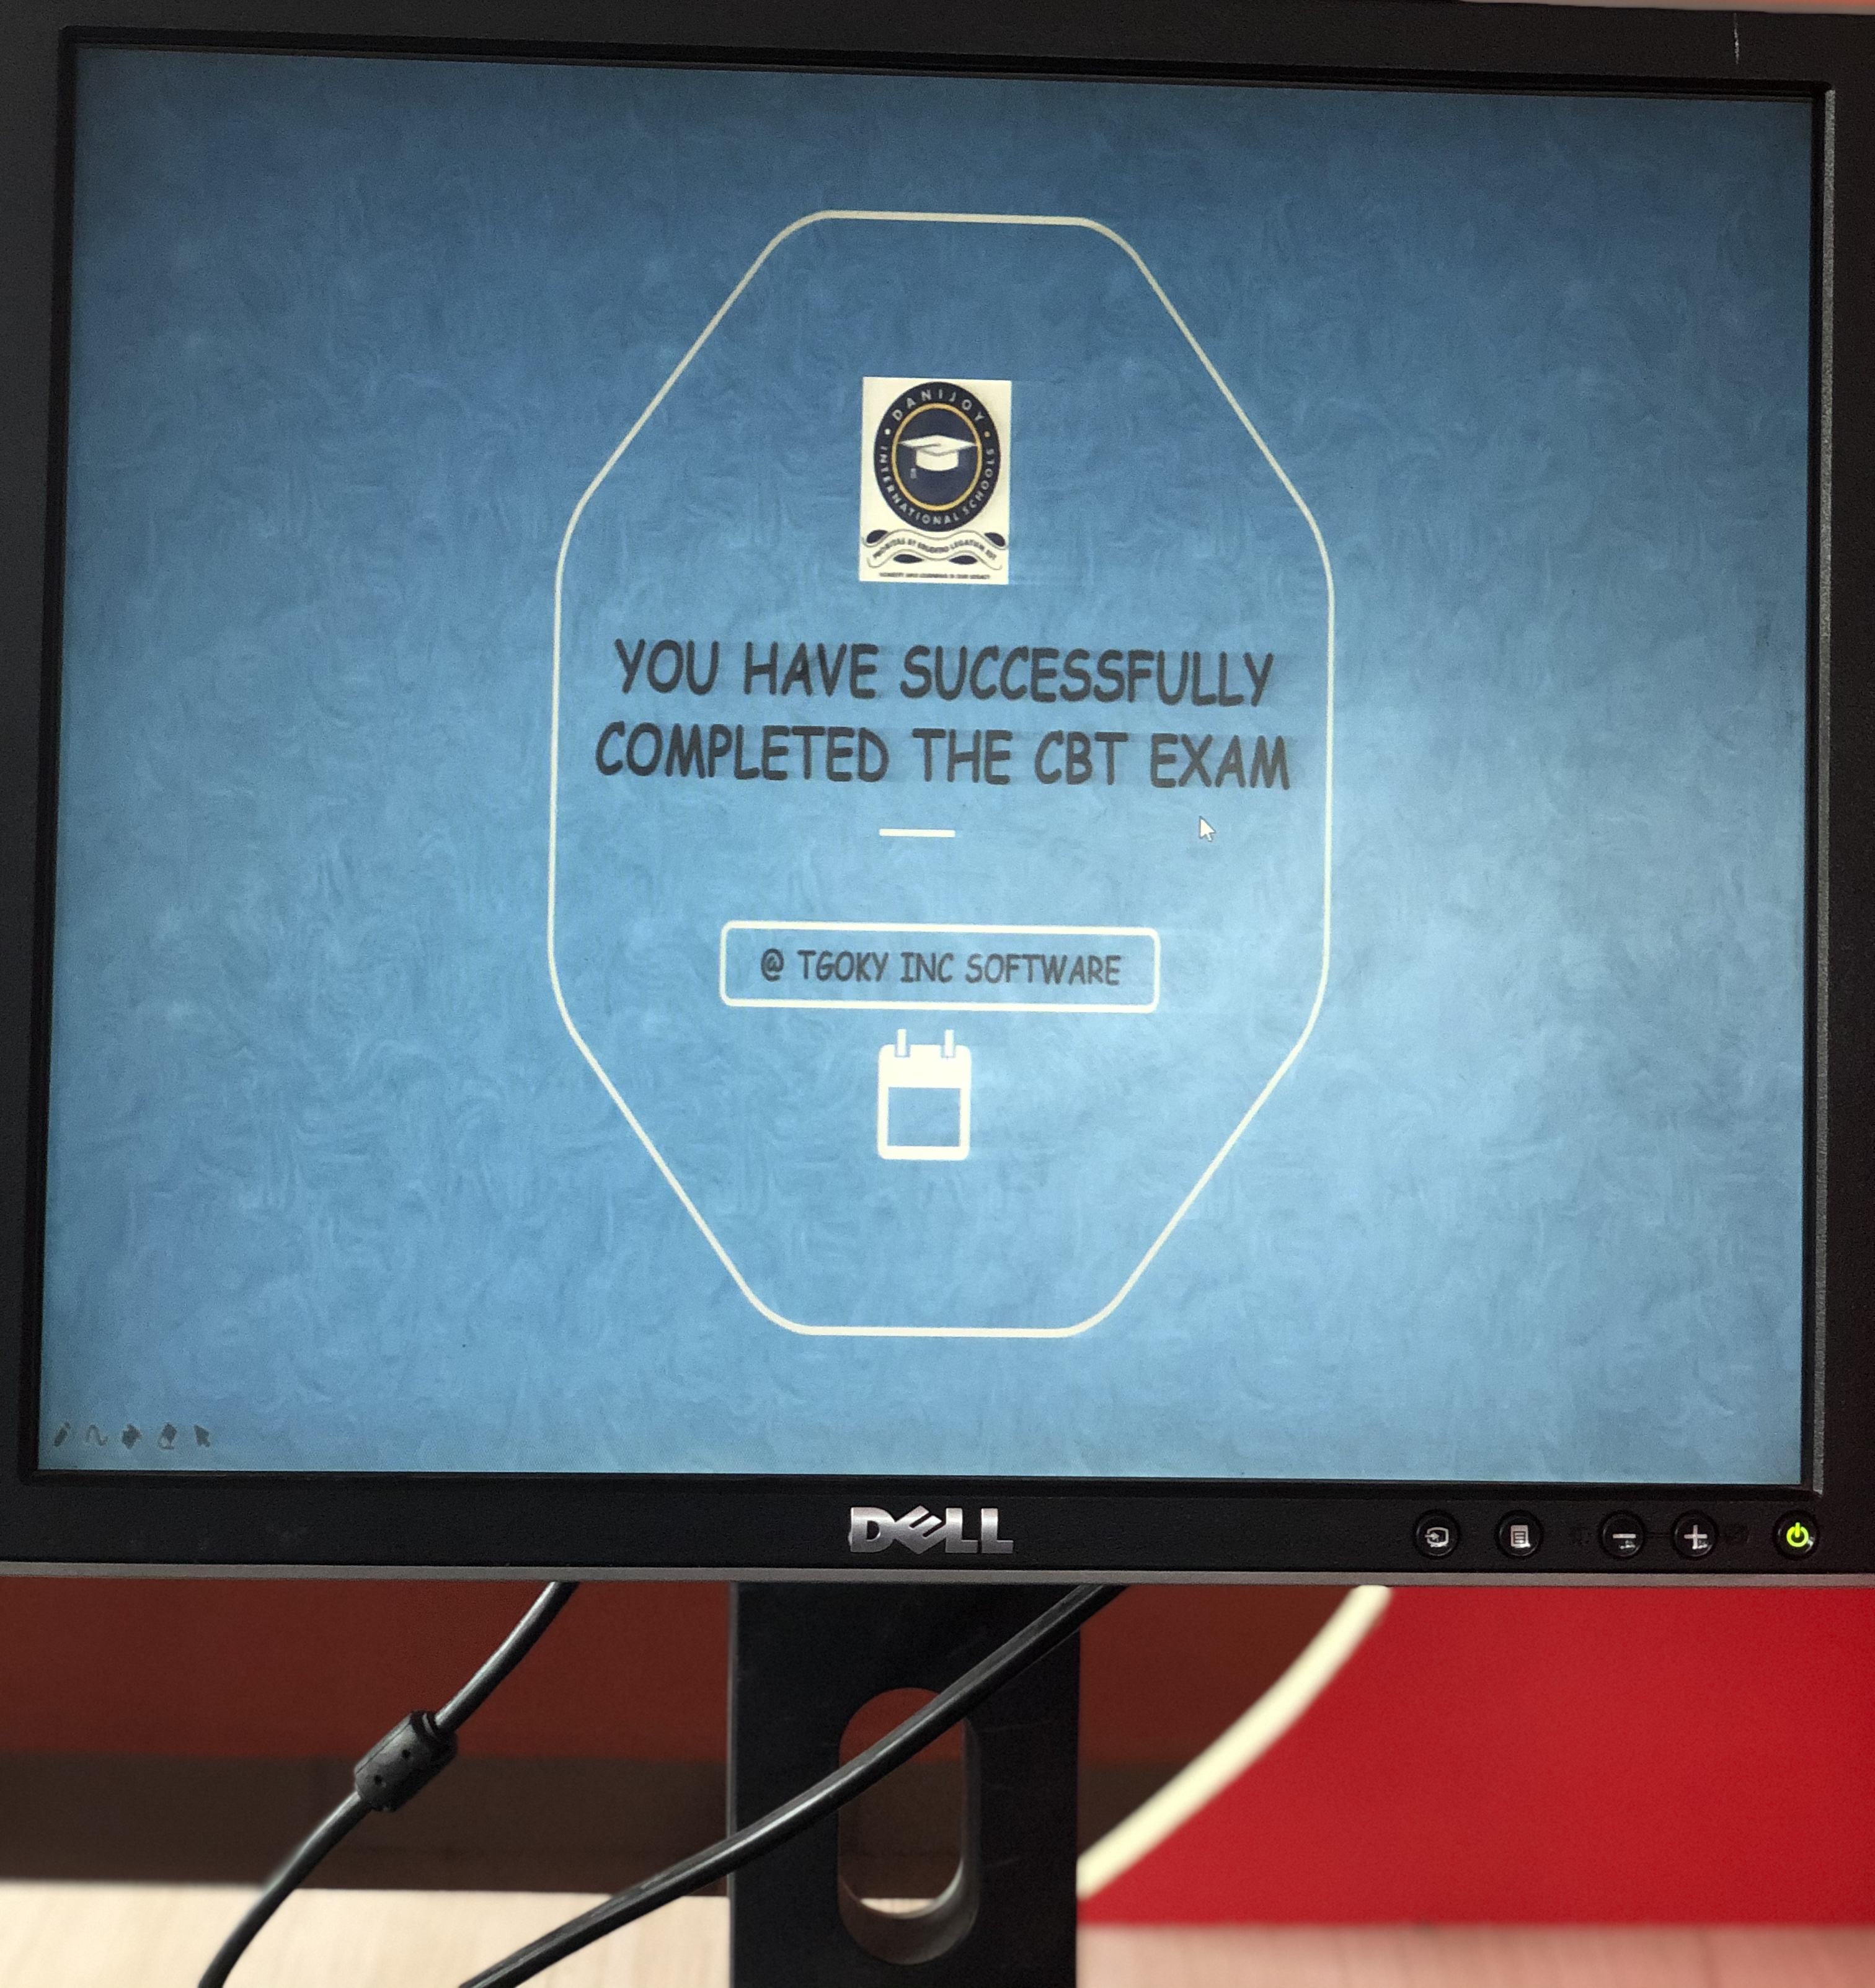 DANIJOY
INTERNATIONAL SCHOOLS
YOU HAVE SUCCESSFULLY
COMPLETED THE CBT EXAM
@ TGOKY INC SOFTWARE
DELL